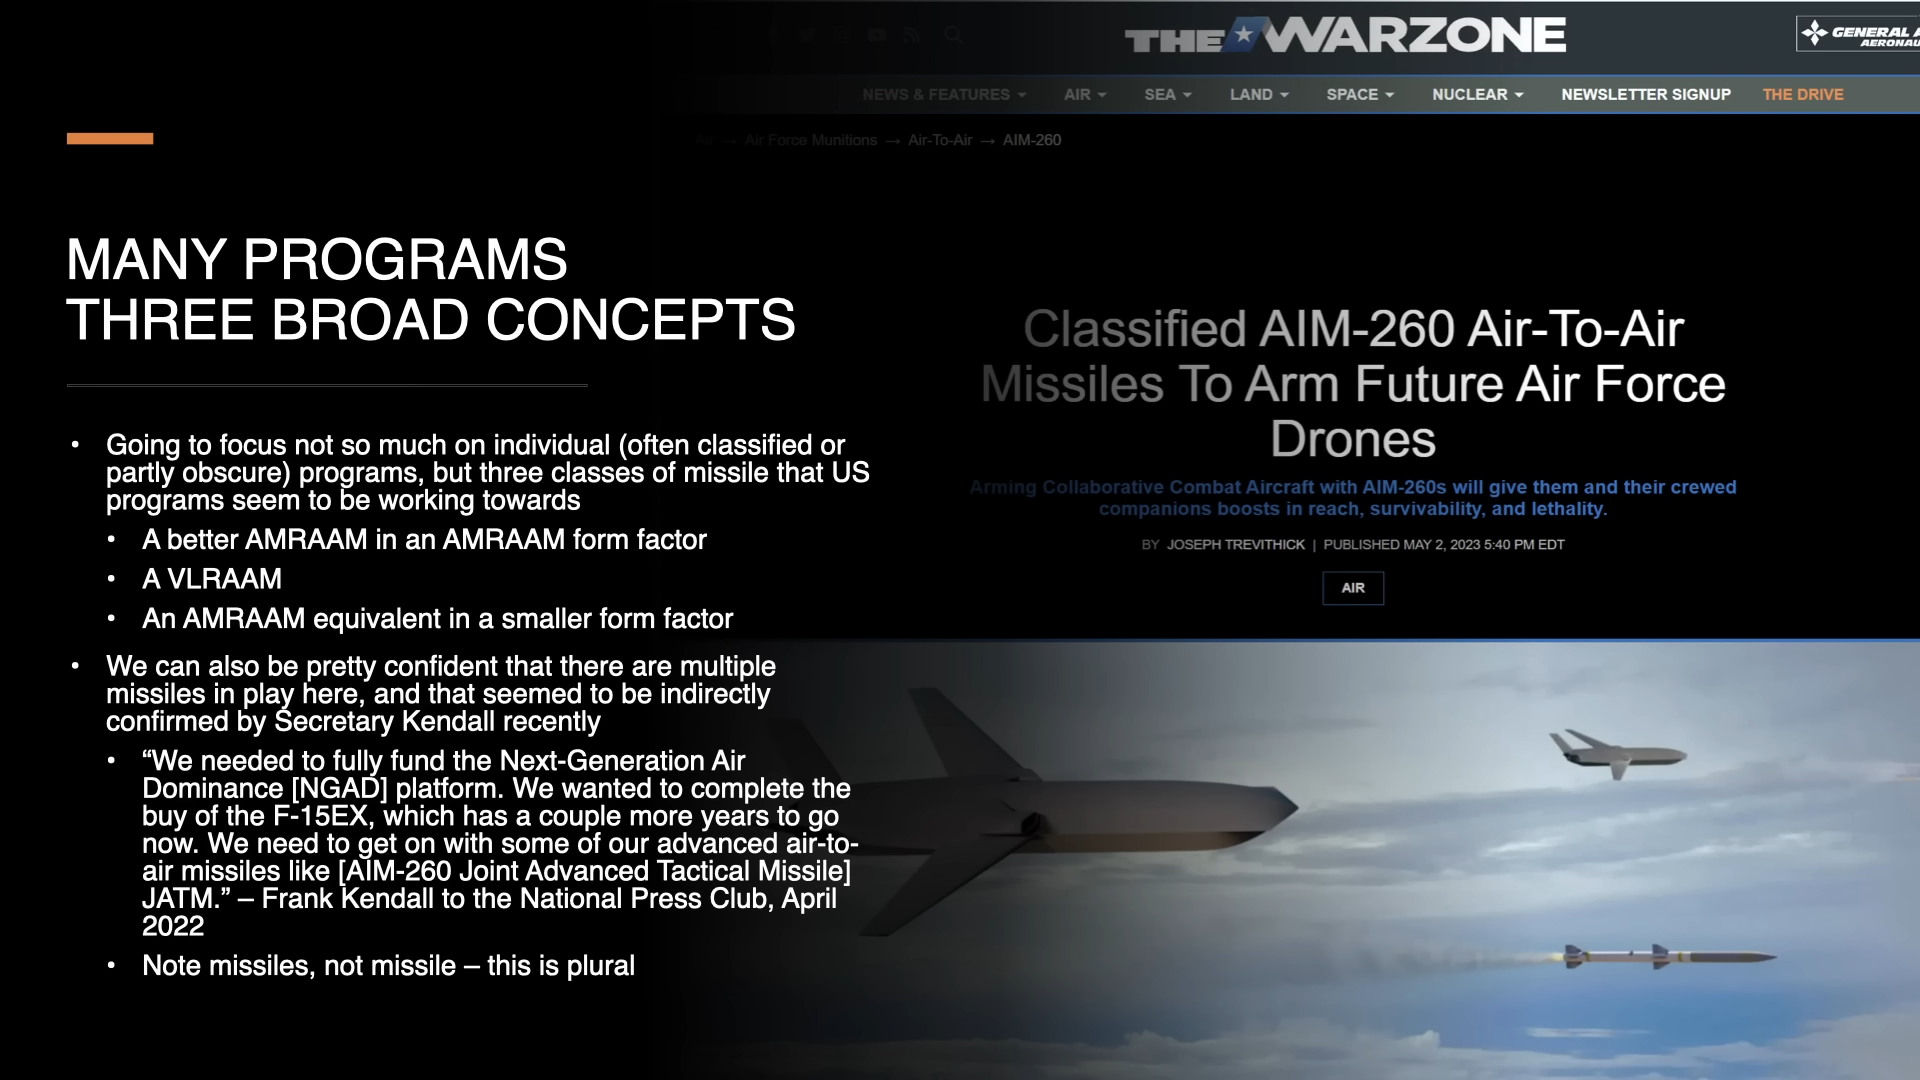 THE WARZONE
GENERAL A
AERONAU
NEWS & FEATURES AIR SEA LAND SPACE NUCLEAR NEWSLETTER SIGNUP THE DRIVE
Air → Air Force Munitions → Air-To-Air → AIM-260
MANY PROGRAMS
THREE BROAD CONCEPTS
• Going to focus not so much on individual (often classified or
partly obscure) programs, but three classes of missile that US
programs seem to be working towards
• A better AMRAAM in an AMRAAM form factor
• A VLRAAM
• An AMRAAM equivalent in a smaller form factor
• We can also be pretty confident that there are multiple
missiles in play here, and that seemed to be indirectly
confirmed by Secretary Kendall recently
• “We needed to fully fund the Next-Generation Air
Dominance [NGAD] platform. We wanted to complete the
buy of the F-15EX, which has a couple more years to go
now. We need to get on with some of our advanced air-to-
air missiles like [AIM-260 Joint Advanced Tactical Missile]
JATM.” – Frank Kendall to the National Press Club, April
2022
• Note missiles, not missile – this is plural
Classified AIM-260 Air-To-Air
Missiles To Arm Future Air Force
Drones
Arming Collaborative Combat Aircraft with AIM-260s will give them and their crewed
companions boosts in reach, survivability, and lethality.
BY JOSEPH TREVITHICK | PUBLISHED MAY 2, 2023 5:40 PM EDT
AIR